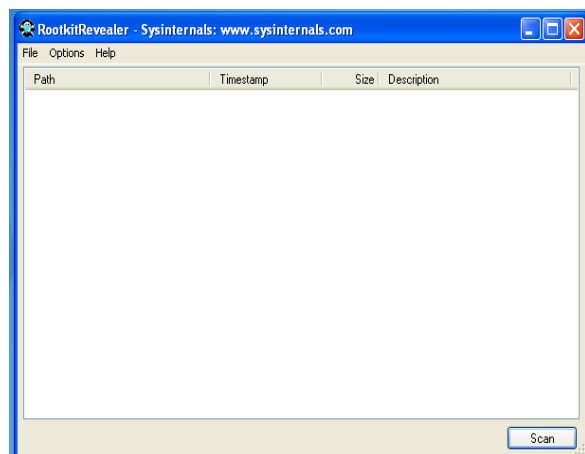 RootkitRevealer - Sysinternals: www.sysinternals.com
File Options Help
Path Timestamp Size Description
Scan